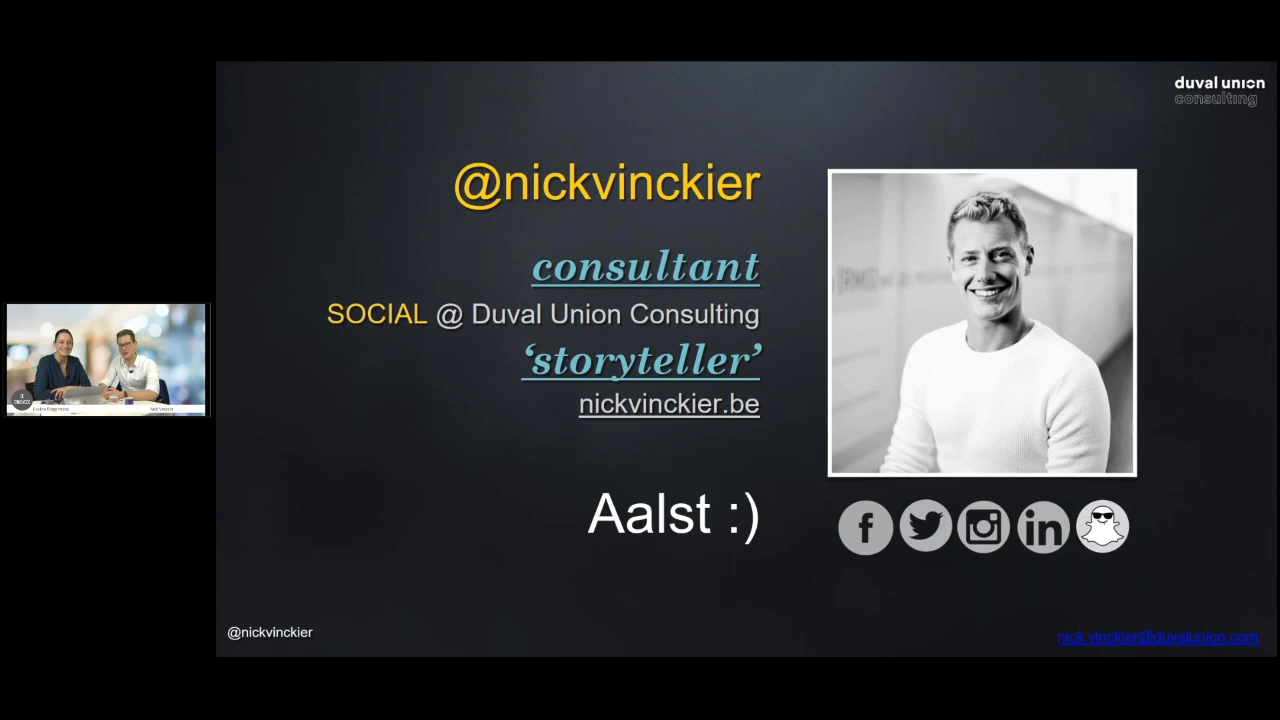 duval union
consulting
@nickvinckier
consultant
SOCIAL @ Duval Union Consulting
‘storyteller’
nickvinckier.be
Aalst :)
@nickvinckier
nick.vinckier@duvalunion.com